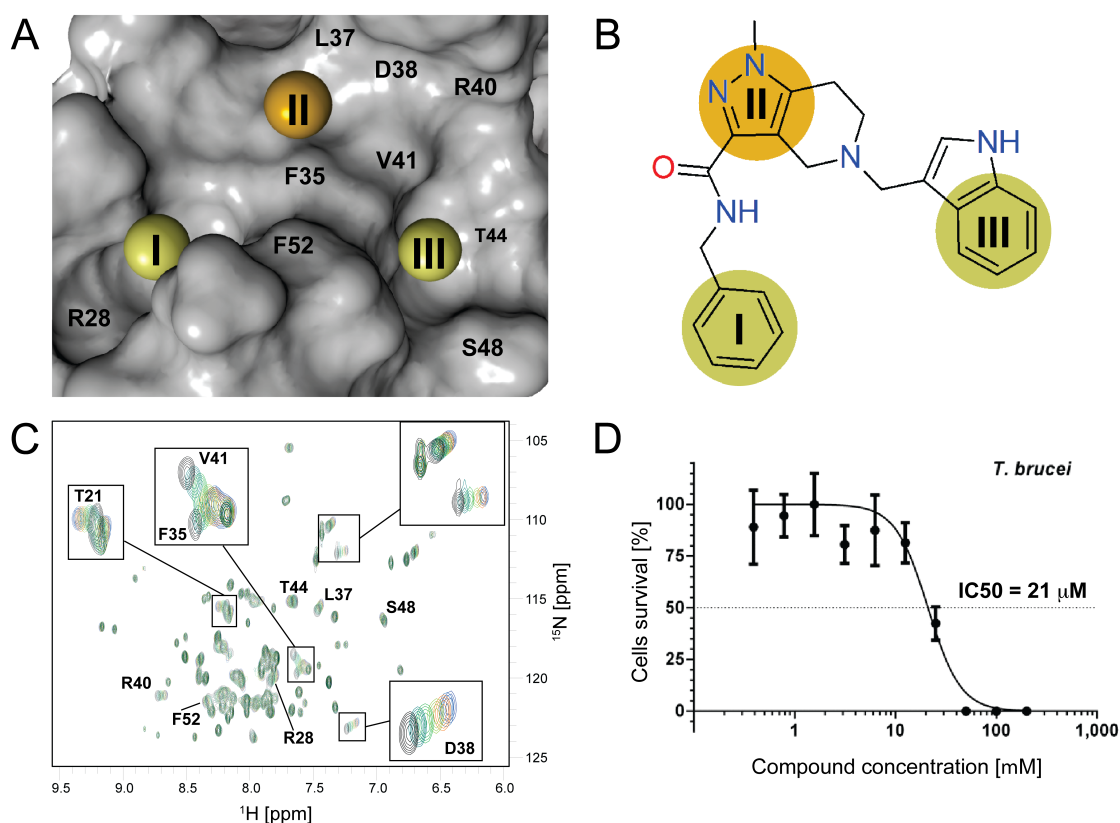 A
L37
D38
R40
II
V41
F35
I
F52
III
T44
R28
S48
B
N
N
II
N
NH
O
NH
III
I
C
V41
T21
F35
T44
L37
S48
R40
F52
R28
D38
105
110
115
120
125
15N [ppm]
9.5 9.0 8.5 8.0 7.5 7.0 6.5 6.0
1H [ppm]
D
T. brucei
100
75
50
25
0
Cells survival [%]
IC50 = 21 μM
1 10 100 1,000
Compound concentration [mM]